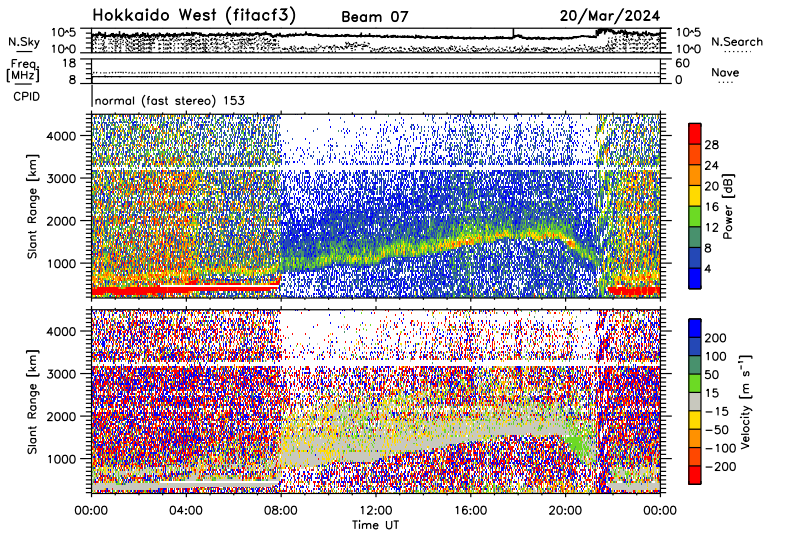 Hokkaido West (fitacf3) Beam 07 20/Mar/2024
N.Sky 10^5 10^0 10^5 10^0 N.Search
Freq. [MHz] 18 8 60 0 Nave
CPID normal (fast stereo) 153
Slant Range [km] 4000 3000 2000 1000
28 24 20 16 12 8 4 Power [dB]
Slant Range [km] 4000 3000 2000 1000
200 100 50 15 −15 −50 −100 −200 Velocity [m s⁻¹]
00:00 04:00 08:00 12:00 16:00 20:00 00:00
Time UT